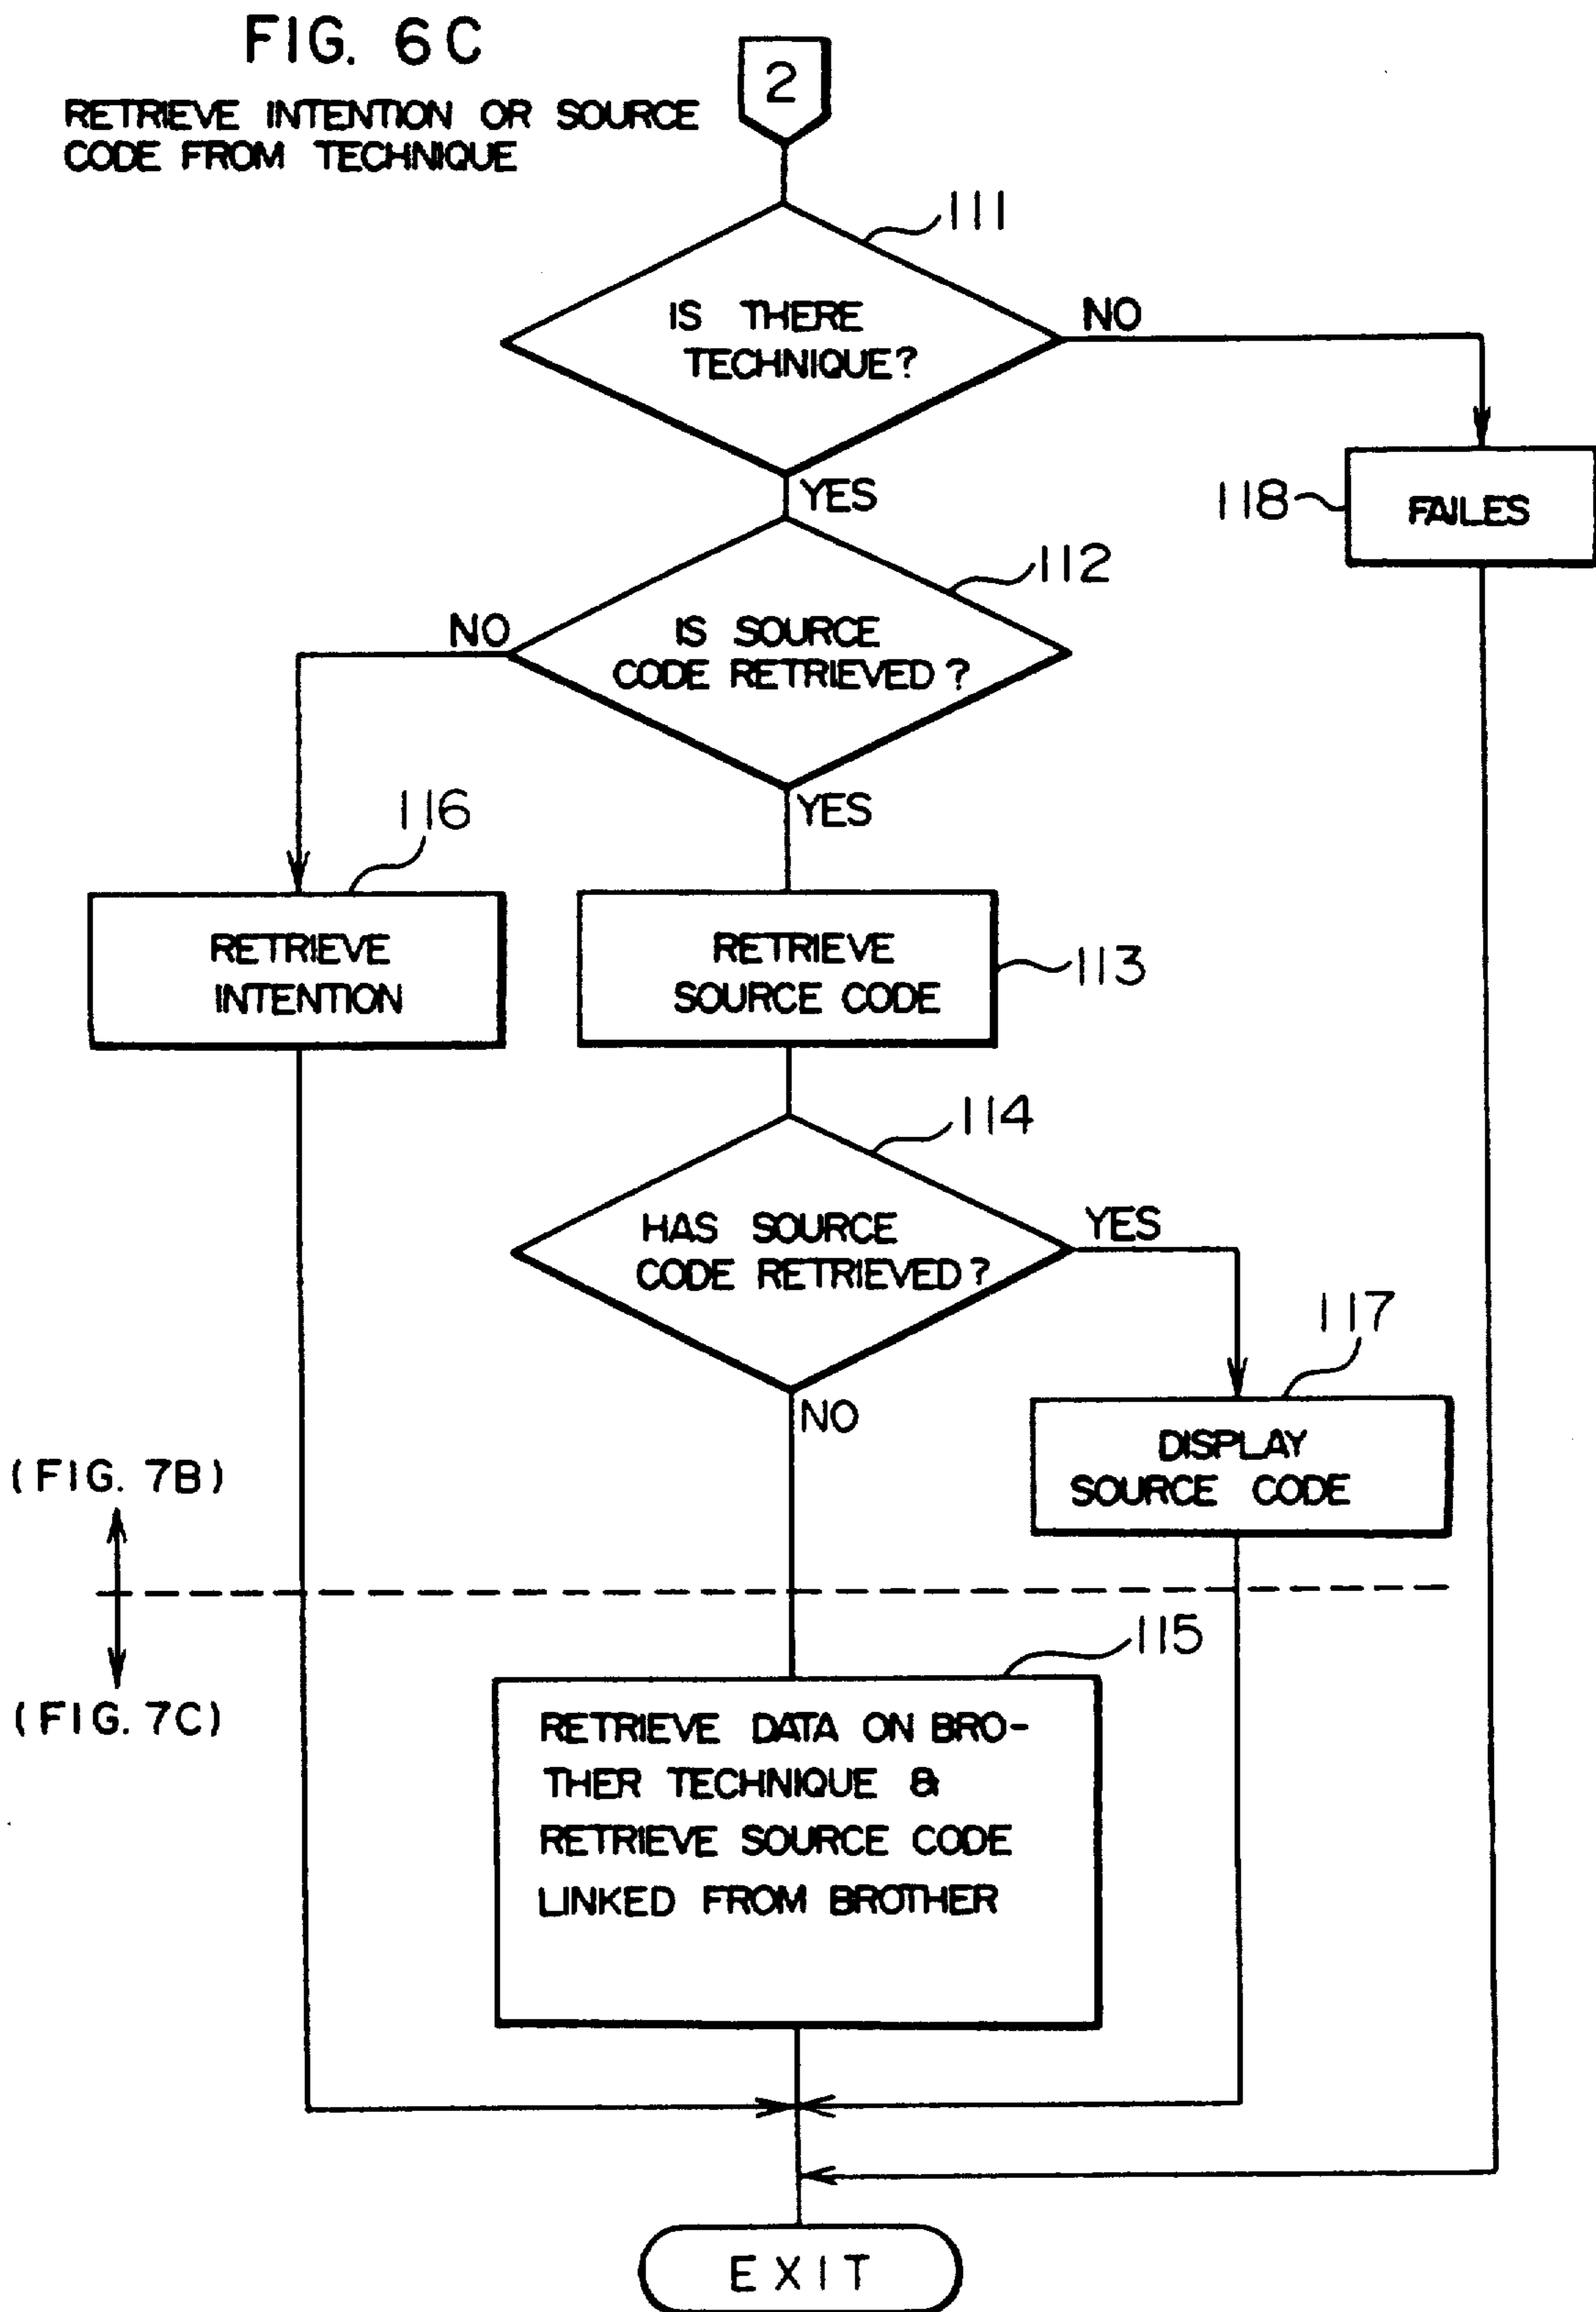 FIG. 6C
RETRIEVE INTENTION OR SOURCE
CODE FROM TECHNIQUE
2
111
IS THERE
TECHNIQUE?
NO
YES
118
FAILES
112
NO
IS SOURCE
CODE RETRIEVED?
YES
116
RETRIEVE
INTENTION
RETRIEVE
SOURCE CODE
113
114
HAS SOURCE
CODE RETRIEVED?
YES
NO
117
DISPLAY
SOURCE CODE
(FIG. 7B)
(FIG. 7C)
115
RETRIEVE DATA ON BRO-
THER TECHNIQUE &
RETRIEVE SOURCE CODE
LINKED FROM BROTHER
EXIT